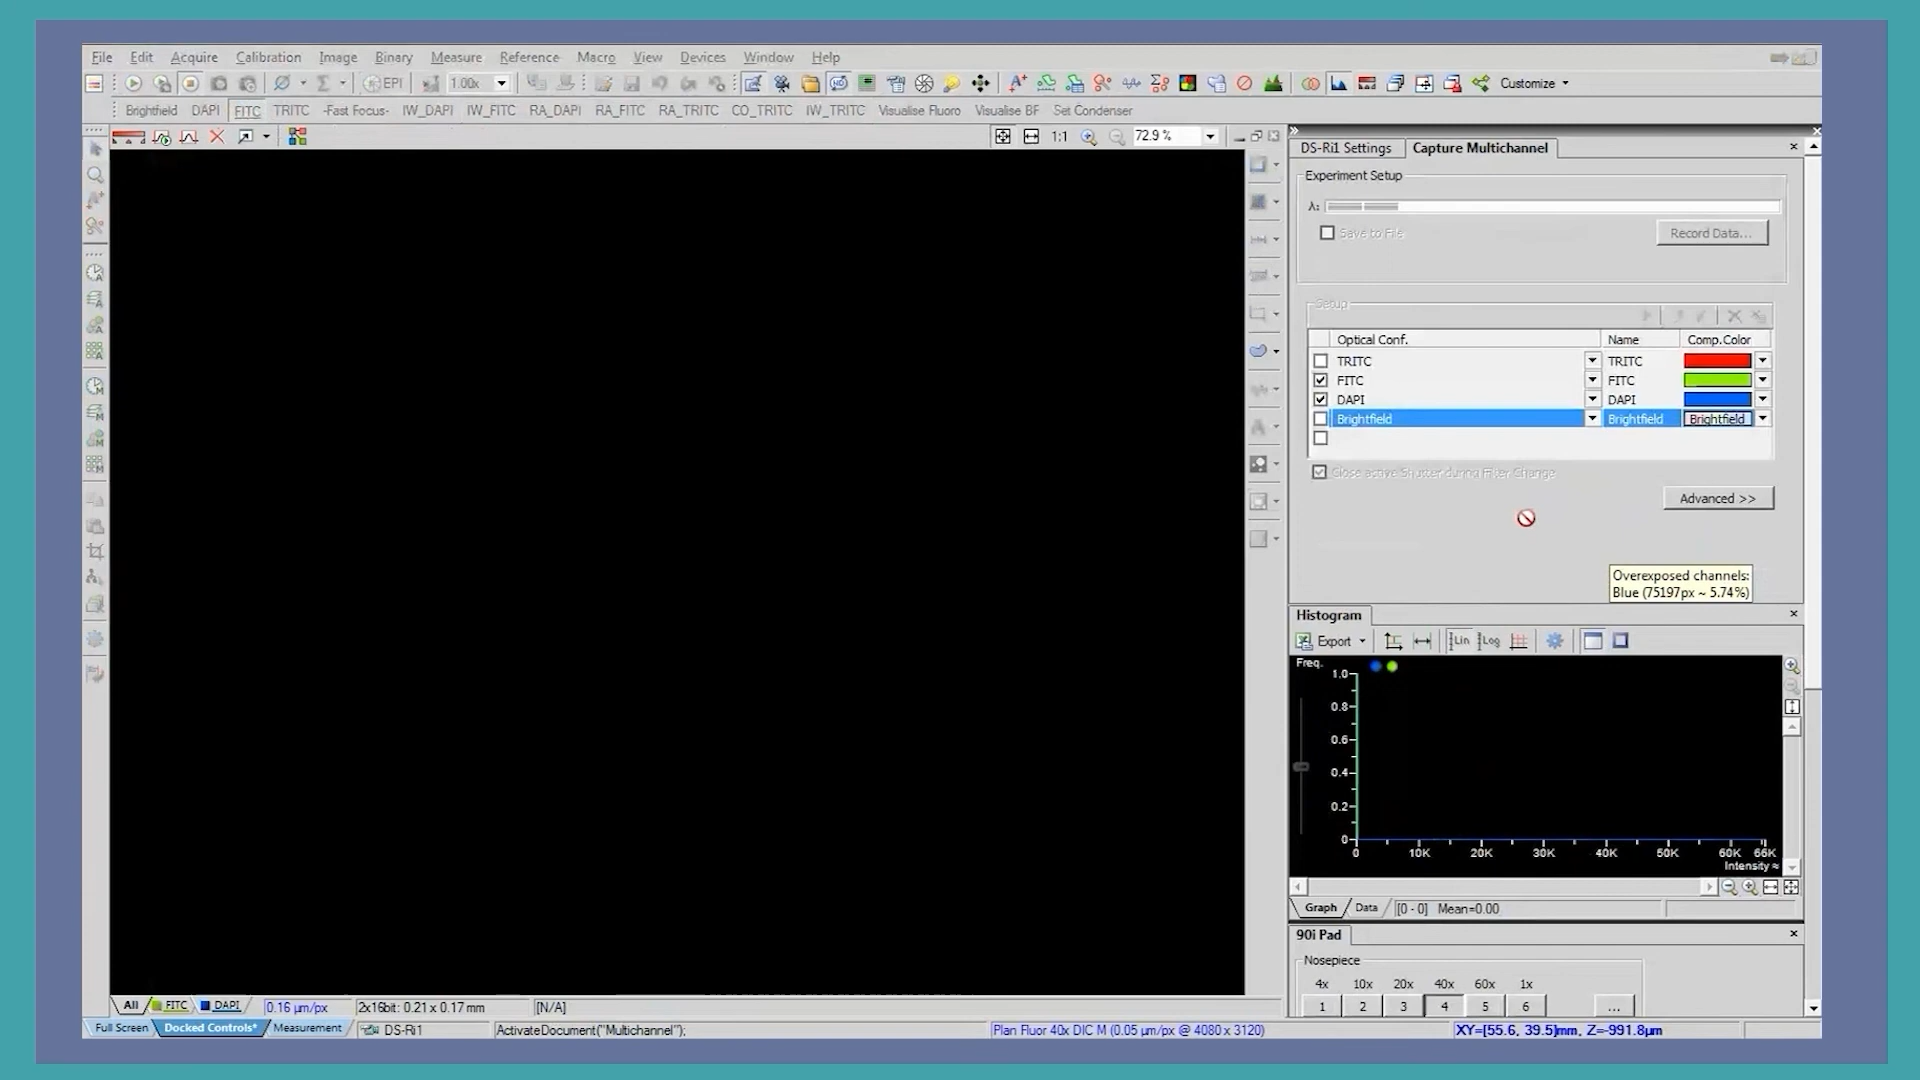 File Edit Acquire Calibration Image Binary Measure Reference Macro View Devices Window Help
EPI 1.00x Customize
Brightfield DAPI FITC TRITC -Fast Focus- IW_DAPI IW_FITC RA_DAPI RA_FITC RA_TRITC CO_TRITC IW_TRITC Visualise Fluoro Visualise BF Set Condenser
1:1 72.9 %
DS-Ri1 Settings Capture Multichannel
Experiment Setup
λ:
Save to File Record Data...
Setup
Optical Conf. Name Comp.Color
TRITC TRITC
FITC FITC
DAPI DAPI
Brightfield Brightfield Brightfield
Close active Shutter during Filter Change
Advanced >>
Overexposed channels:
Blue (75197px ~ 5.74%)
Histogram
Export Lin Log
Freq.
1.0
0.8
0.6
0.4
0.2
0
0 10K 20K 30K 40K 50K 60K 66K
Intensity ≈
Graph Data [0 - 0] Mean=0.00
90i Pad
Nosepiece
4x 10x 20x 40x 60x 1x
1 2 3 4 5 6 ...
All FITC DAPI 0.16 µm/px 2x16bit: 0.21 x 0.17 mm [N/A]
Full Screen Docked Controls* Measurement DS-Ri1 ActivateDocument("Multichannel"); Plan Fluor 40x DIC M (0.05 µm/px @ 4080 x 3120) XY=[55.6, 39.5]mm, Z=-991.8µm